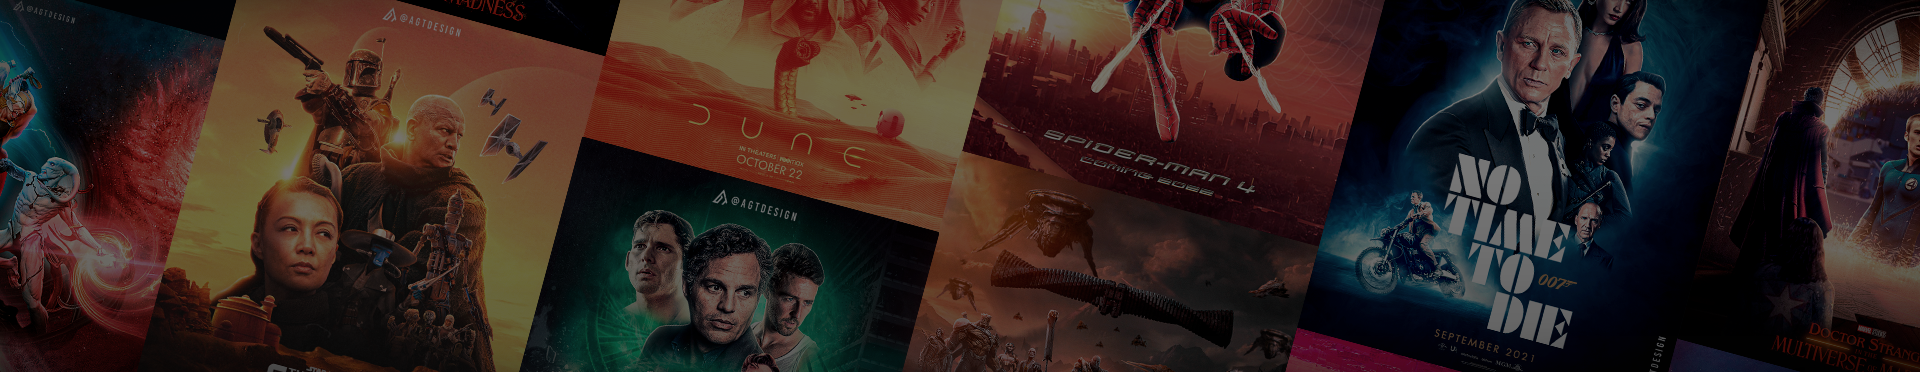 @AGTDESIGN
MADNESS
@AGTDESIGN
DUNE
IN THEATERS
OCTOBER 22
SPIDER-MAN 4
COMING 2022
@AGTDESIGN
NO
TIME
TO
DIE
007
SEPTEMBER 2021
DOCTOR STRANGE
MULTIVERSE